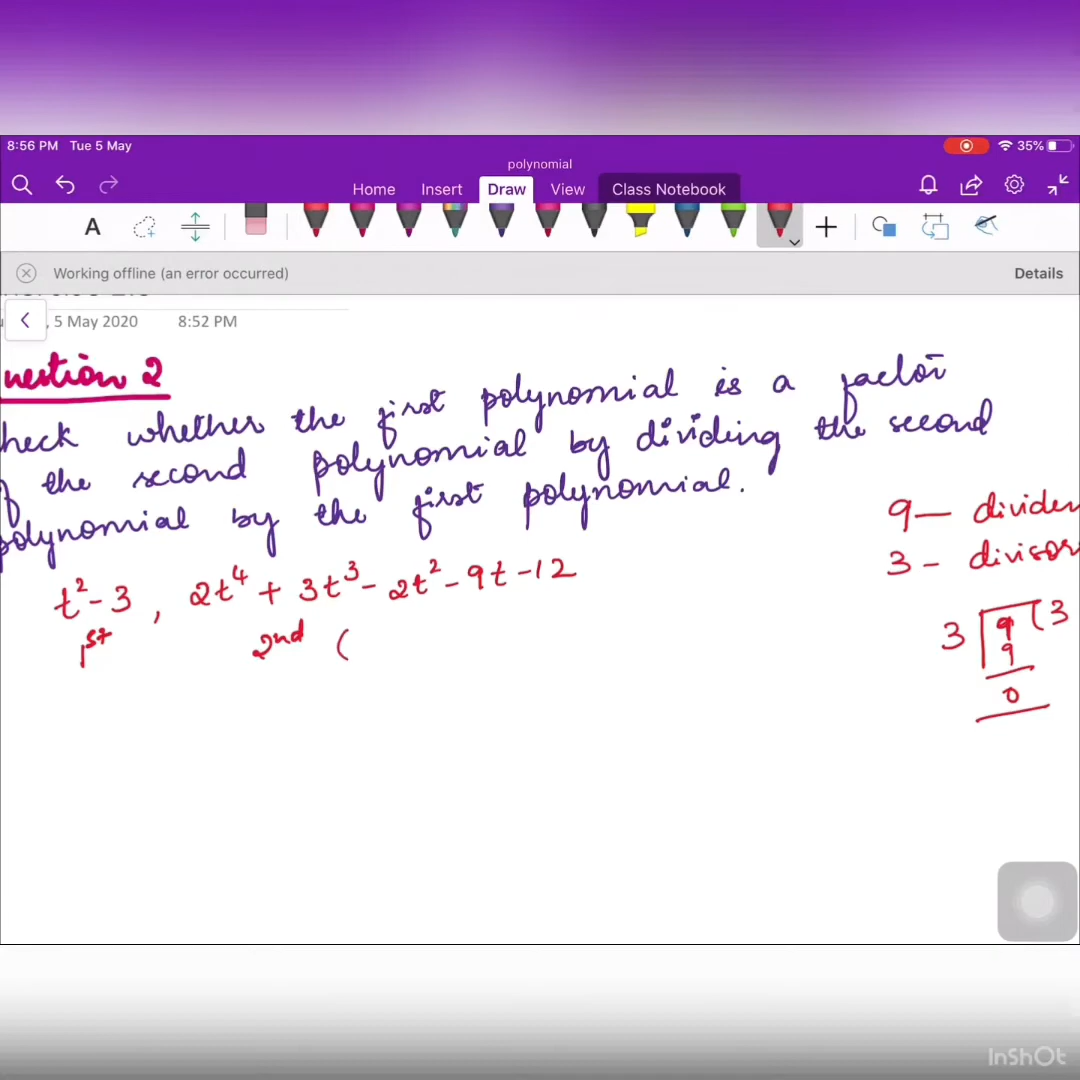 8:56 PM Tue 5 May 35%
polynomial
Home Insert Draw View Class Notebook
A
Working offline (an error occurred) Details
, 5 May 2020 8:52 PM
uestion 2
heck whether the first polynomial is a factor
f the second polynomial by dividing the second
polynomial by the first polynomial.
9 — dividen
3 - divisor
t² - 3 , 2t⁴ + 3t³ - 2t² - 9t - 12
1st 2nd (
3 9 ( 3
9
0
InShOt